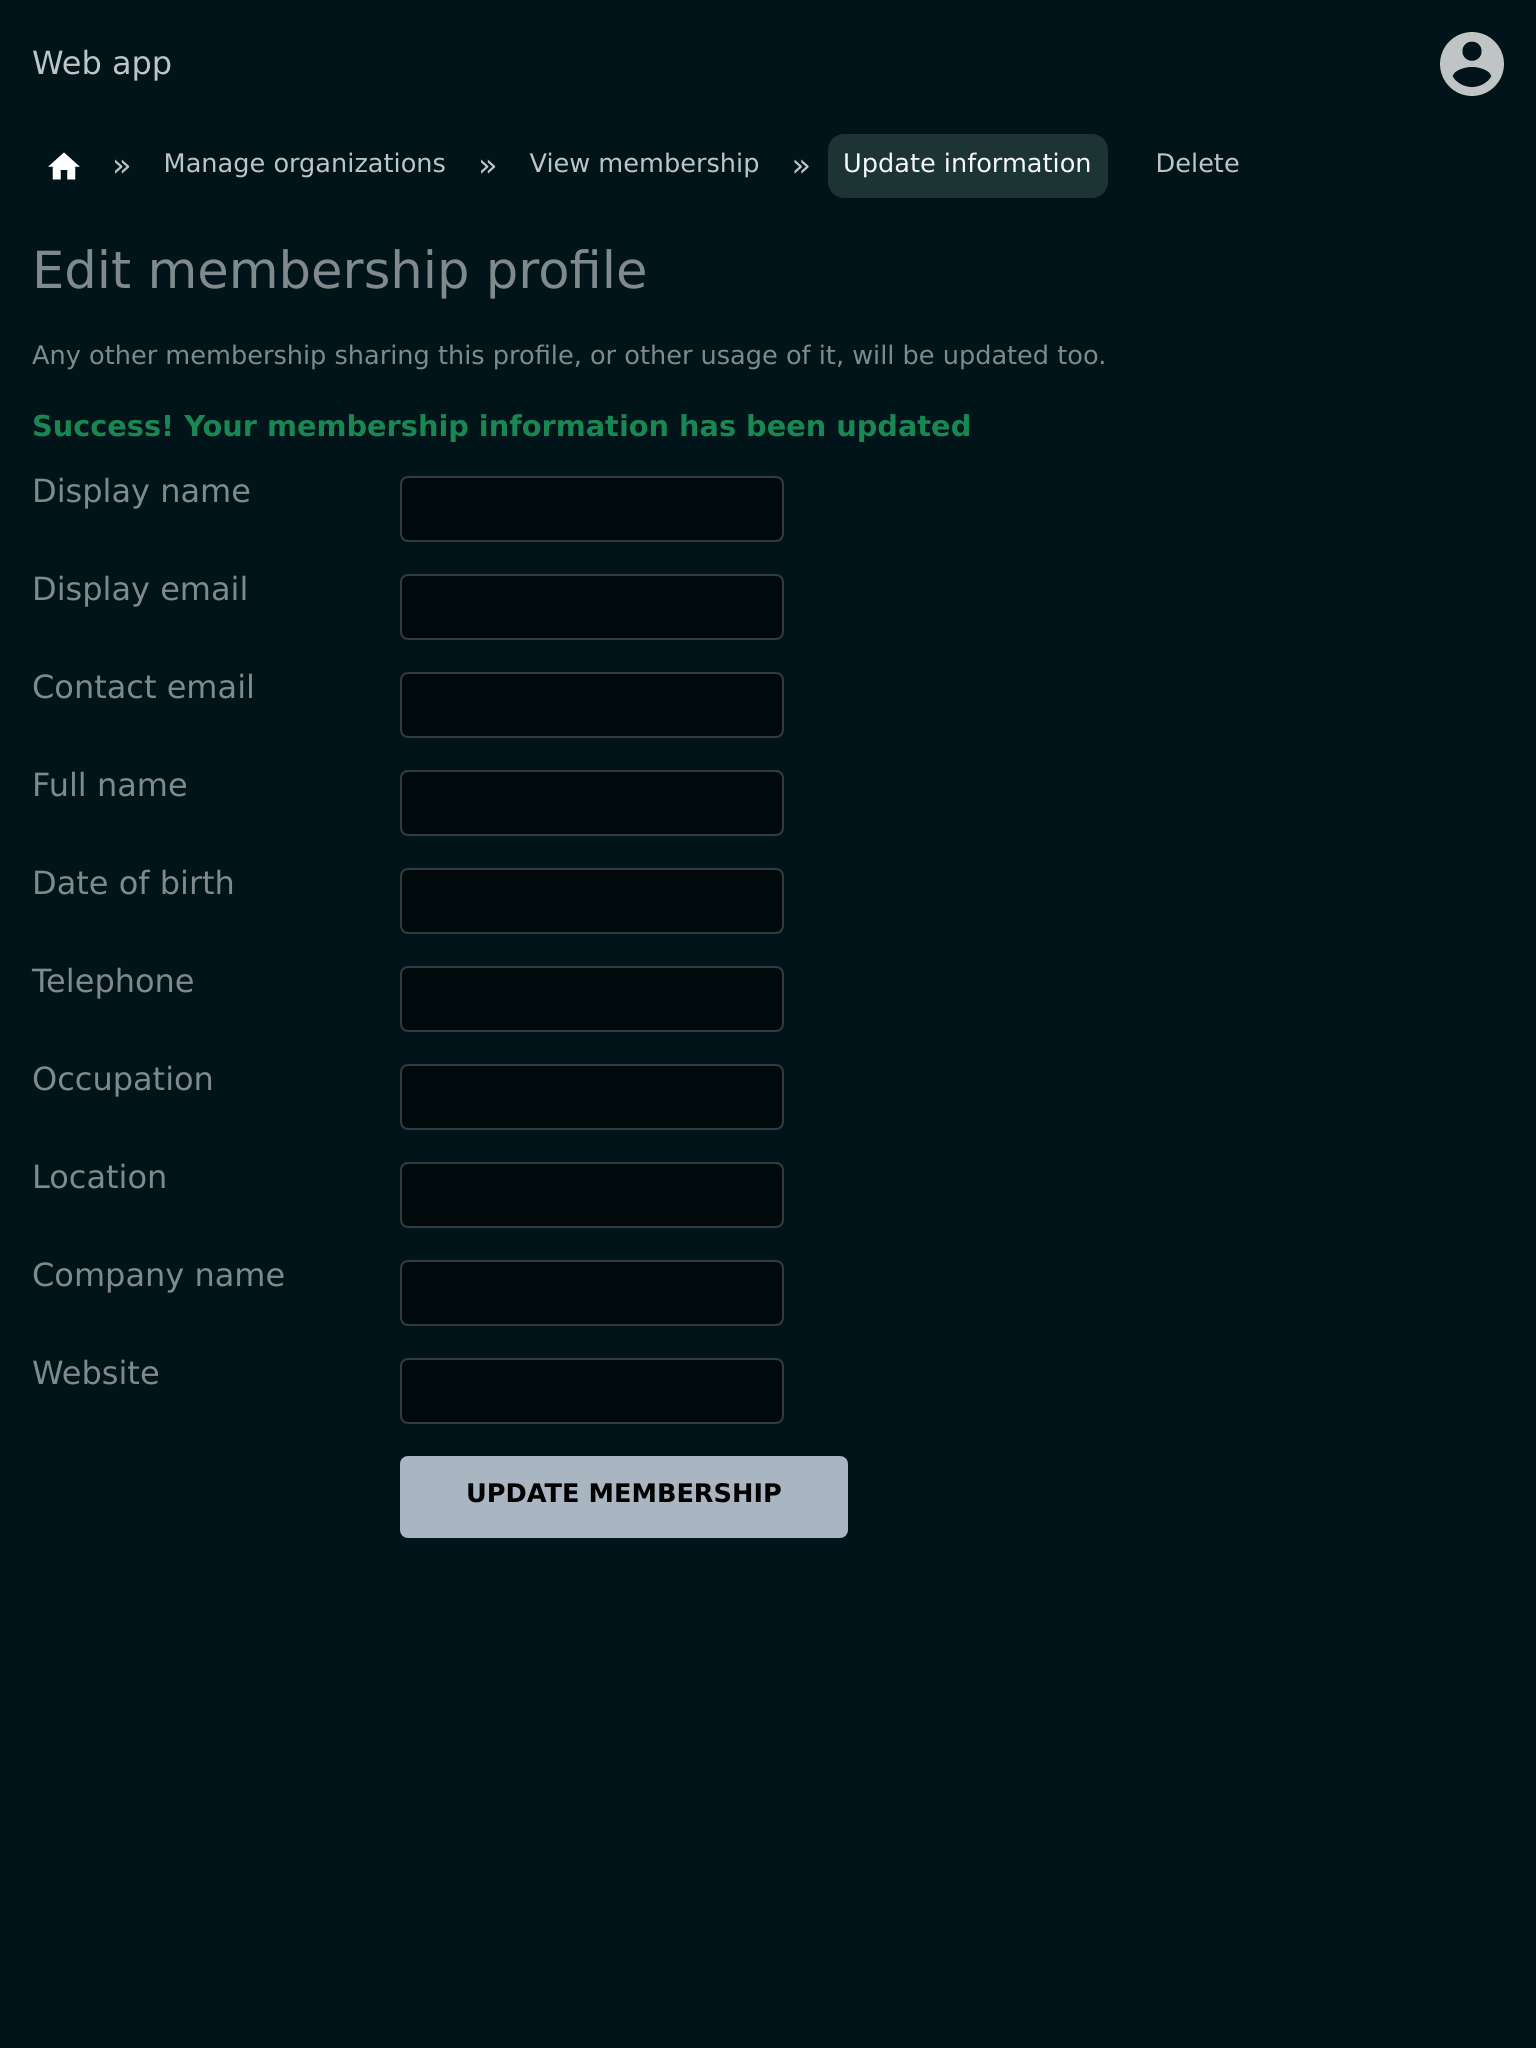 Web app
» Manage organizations » View membership » Update information Delete
Edit membership profile
Any other membership sharing this profile, or other usage of it, will be updated too.
Success! Your membership information has been updated
Display name
Display email
Contact email
Full name
Date of birth
Telephone
Occupation
Location
Company name
Website
UPDATE MEMBERSHIP